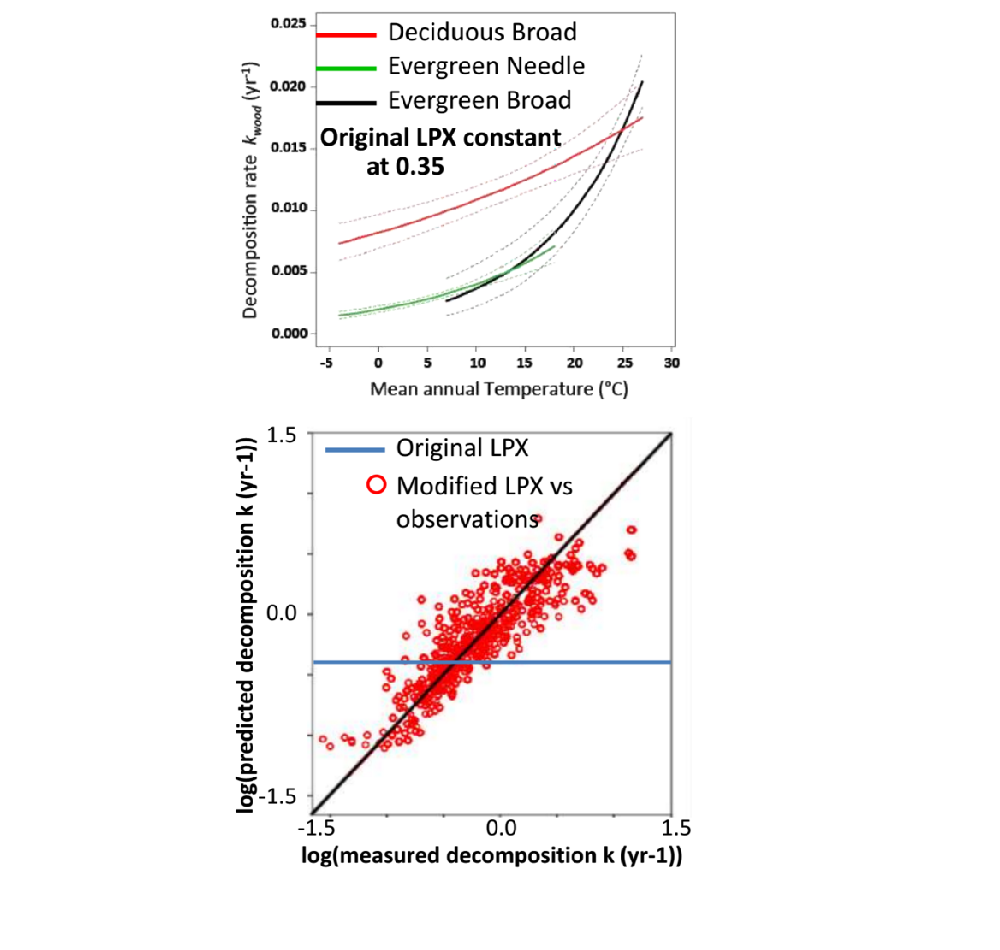 0.025
0.020
0.015
0.010
0.005
0.000
Decomposition rate k_wood (yr⁻¹)
Deciduous Broad
Evergreen Needle
Evergreen Broad
Original LPX constant
at 0.35
-5 0 5 10 15 20 25 30
Mean annual Temperature (°C)
1.5
0.0
-1.5
log(predicted decomposition k (yr-1))
Original LPX
Modified LPX vs
observations
-1.5 0.0 1.5
log(measured decomposition k (yr-1))